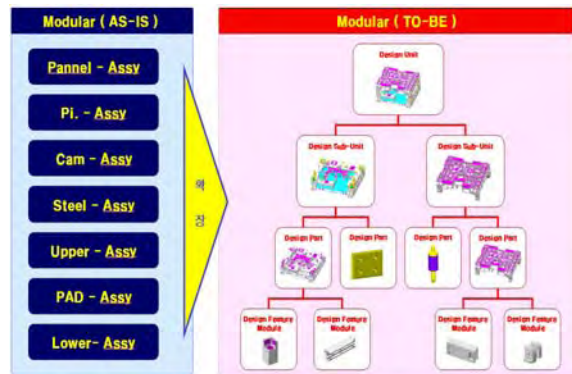 Modular ( AS-IS )
Pannel - Assy
Pi. - Assy
Cam - Assy
Steel - Assy
Upper - Assy
PAD - Assy
Lower- Assy
확
장
Modular ( TO-BE )
Design Unit
Design Sub-Unit
Design Sub-Unit
Design Part
Design Part
Design Part
Design Part
Design Feature
Module
Design Feature
Module
Design Feature
Module
Design Feature
Module